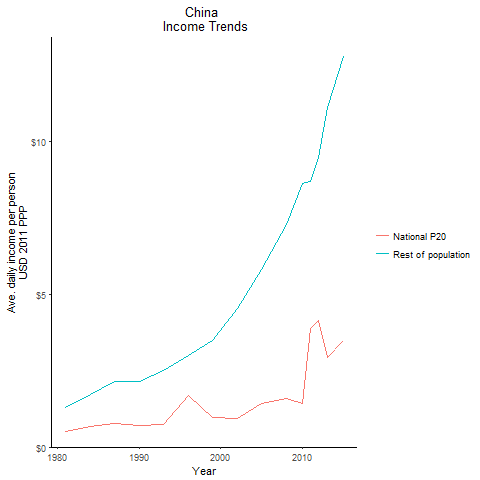 China
Income Trends
Ave. daily income per person
USD 2011 PPP
$10
$5
$0
1980
1990
2000
2010
Year
National P20
Rest of population